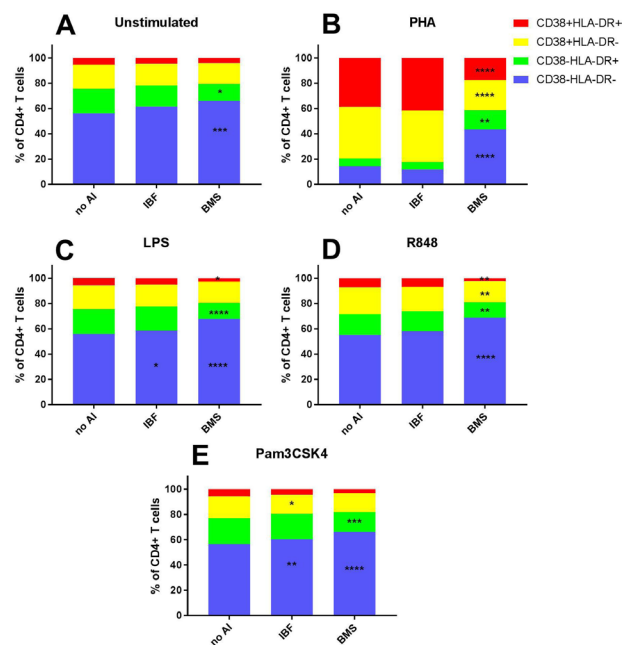 A
Unstimulated
% of CD4+ T cells
100
80
60
40
20
0
*
***
no AI
IBF
BMS
B
PHA
% of CD4+ T cells
100
80
60
40
20
0
****
****
**
****
no AI
IBF
BMS
CD38+HLA-DR+
CD38+HLA-DR-
CD38-HLA-DR+
CD38-HLA-DR-
C
LPS
% of CD4+ T cells
100
80
60
40
20
0
*
*
****
****
no AI
IBF
BMS
D
R848
% of CD4+ T cells
100
80
60
40
20
0
**
**
**
****
no AI
IBF
BMS
E
Pam3CSK4
% of CD4+ T cells
100
80
60
40
20
0
*
**
***
****
no AI
IBF
BMS